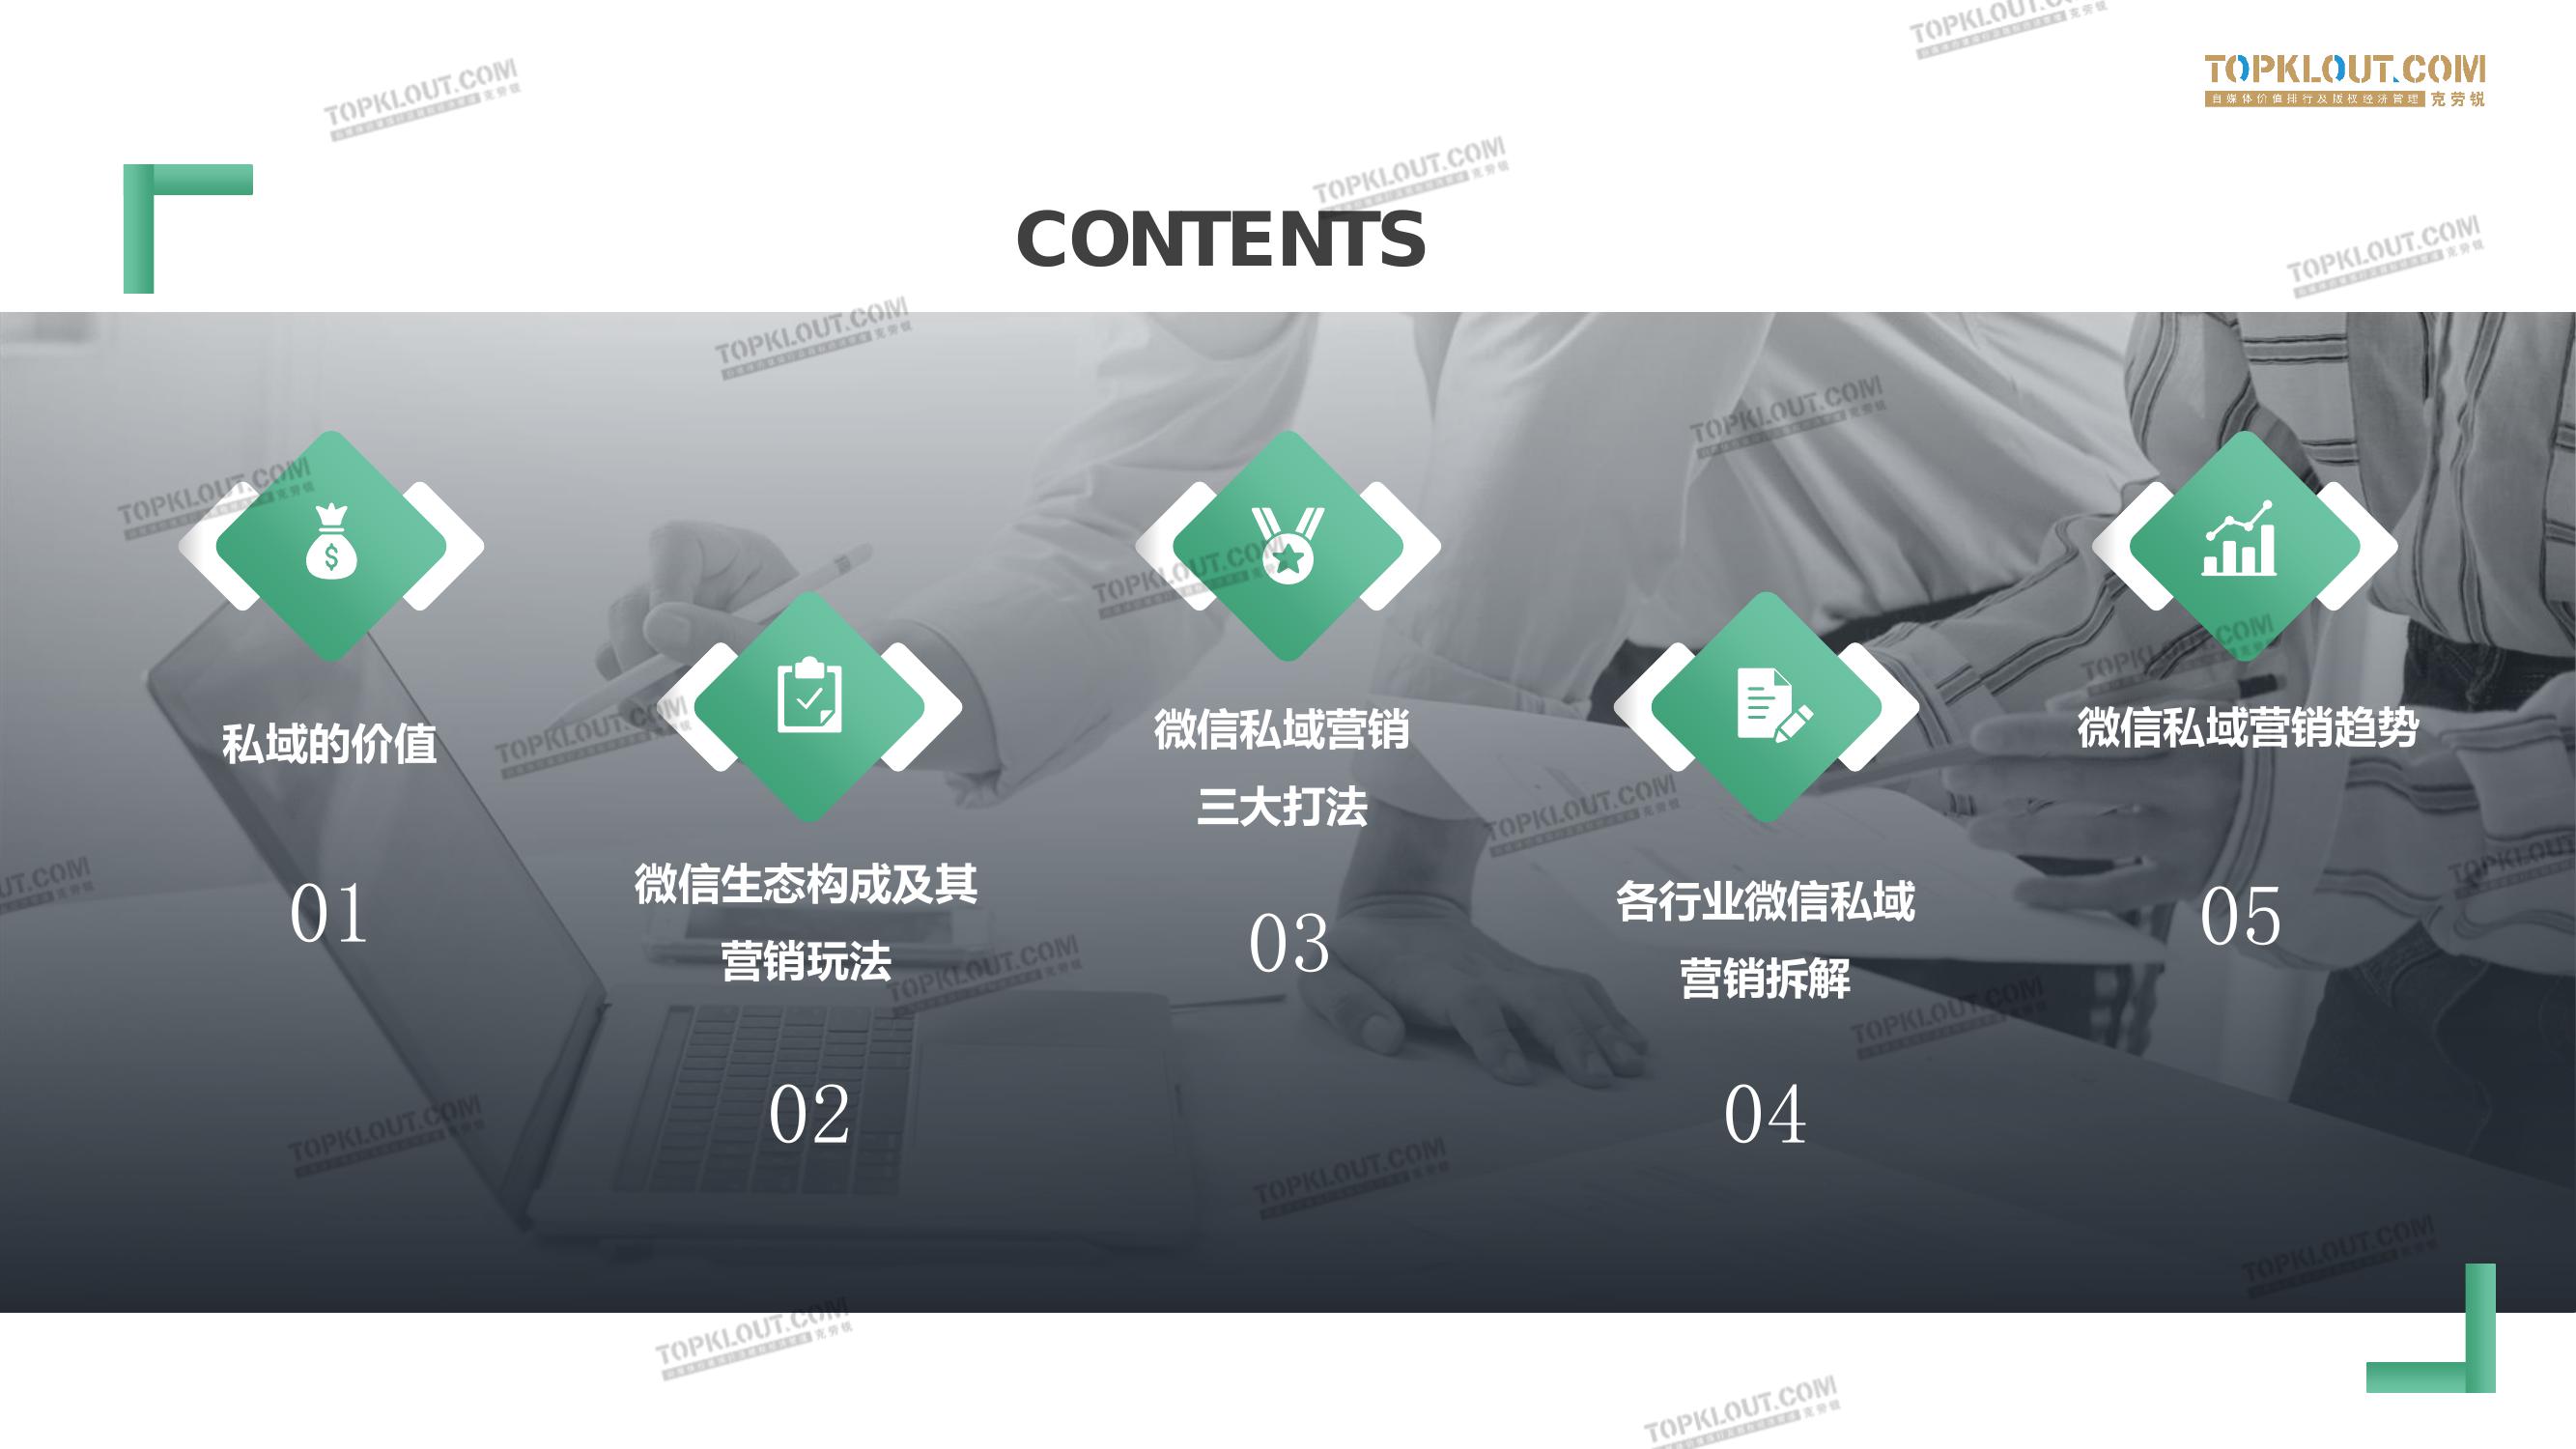 TOPKLOUT.COM
自媒体价值排行及版权经济管理 克劳锐
CONTENTS
私域的价值
01
微信生态构成及其
营销玩法
02
微信私域营销
三大打法
03
各行业微信私域
营销拆解
04
微信私域营销趋势
05